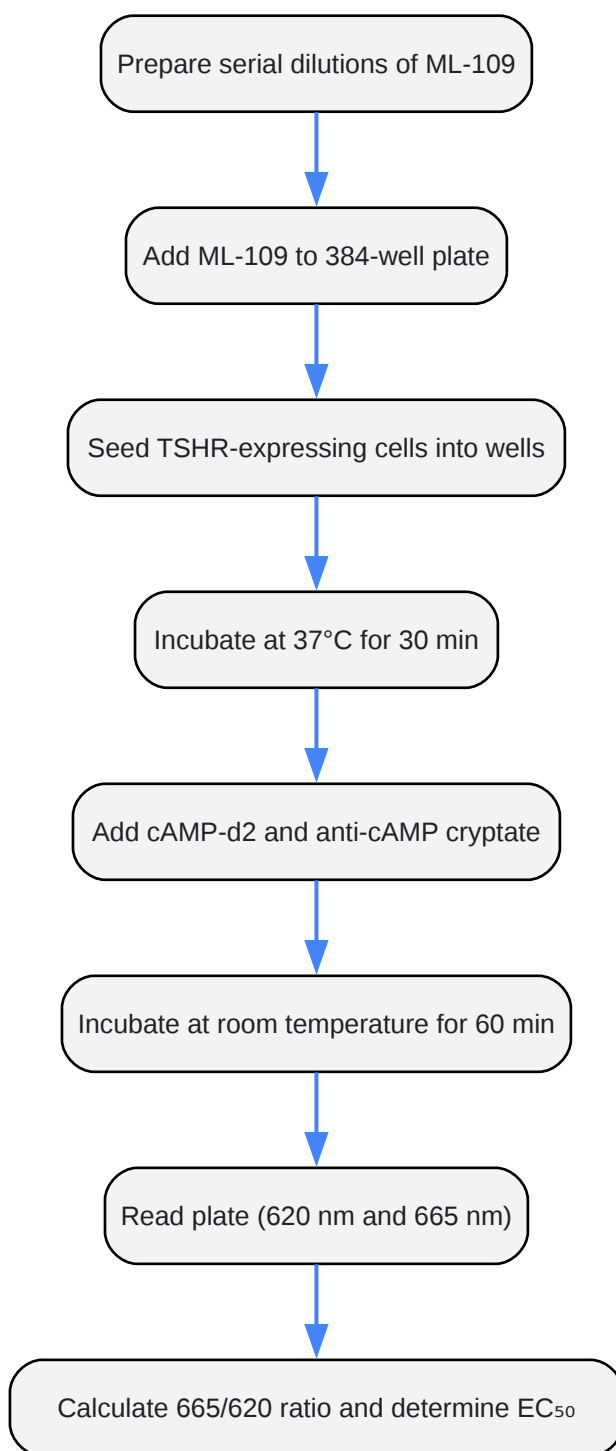 Prepare serial dilutions of ML-109
Add ML-109 to 384-well plate
Seed TSHR-expressing cells into wells
Incubate at 37°C for 30 min
Add cAMP-d2 and anti-cAMP cryptate
Incubate at room temperature for 60 min
Read plate (620 nm and 665 nm)
Calculate 665/620 ratio and determine EC₅₀